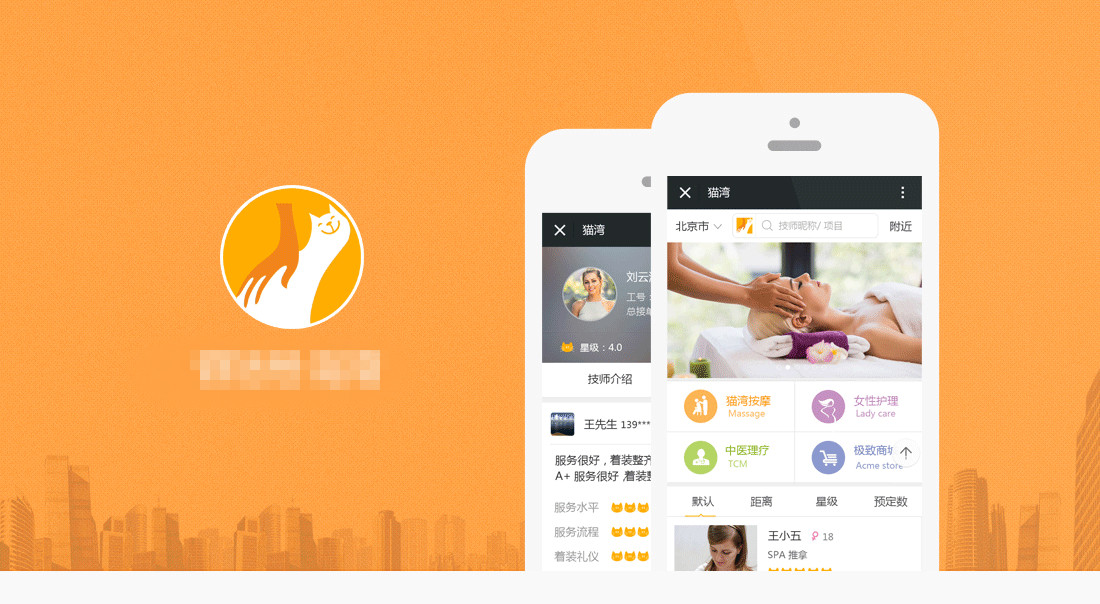 猫湾
刘云
工号：
总接单
星级：4.0
技师介绍
王先生 139***
服务很好，着装整齐
A+ 服务很好 ,着装整
服务水平
服务流程
着装礼仪
猫湾
北京市
技师昵称/ 项目
附近
猫湾按摩
Massage
女性护理
Lady care
中医理疗
TCM
极致商城
Acme store
默认
距离
星级
预定数
王小五
18
SPA 推拿